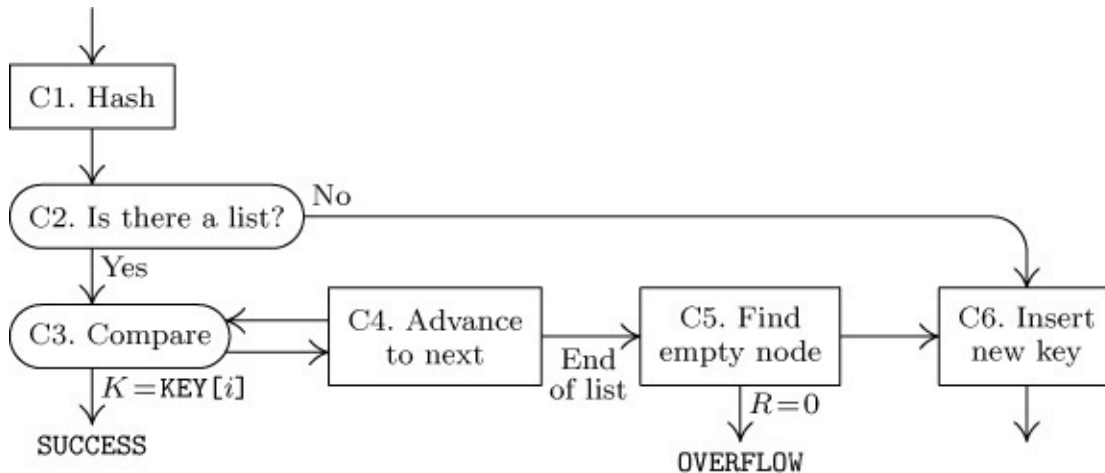 C1. Hash
C2. Is there a list?
No
Yes
C3. Compare
C4. Advance
to next
End
of list
C5. Find
empty node
C6. Insert
new key
K = KEY[i]
SUCCESS
R = 0
OVERFLOW